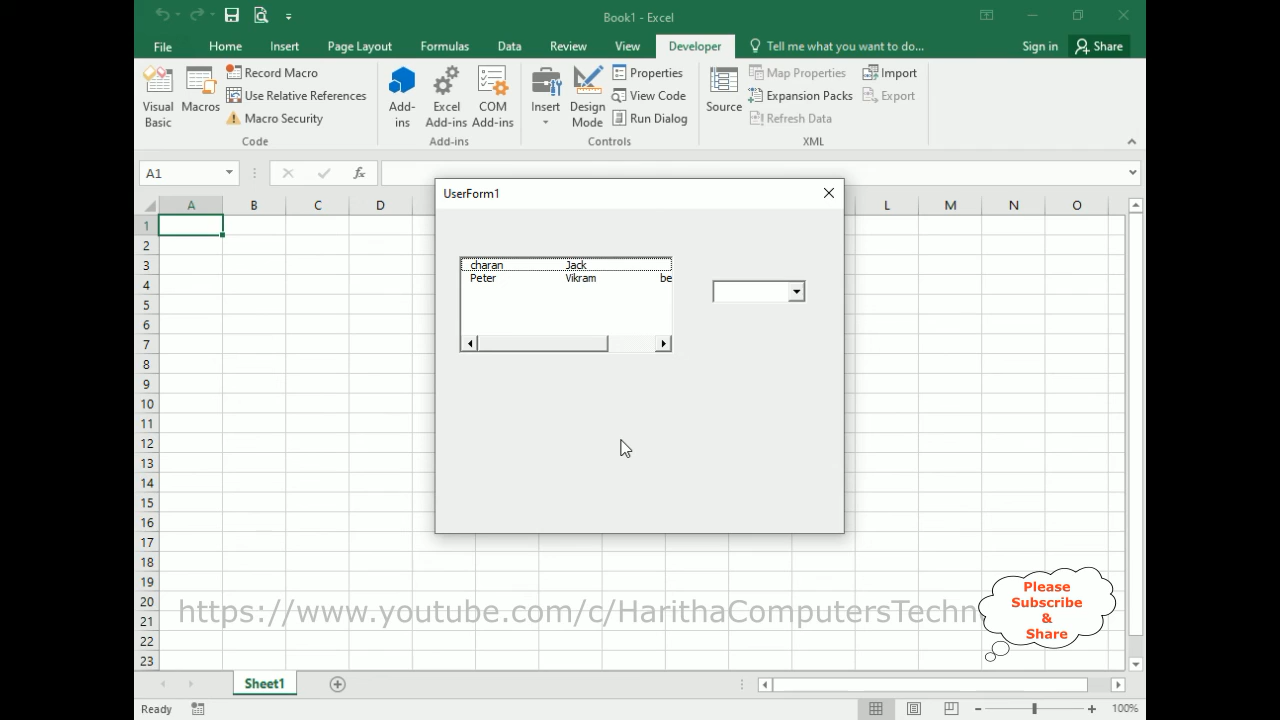 Book1 - Excel
File Home Insert Page Layout Formulas Data Review View Developer Tell me what you want to do... Sign in Share
Visual Basic
Macros
Record Macro
Use Relative References
Macro Security
Code
Add-ins
Excel Add-ins
COM Add-ins
Add-ins
Insert
Design Mode
Properties
View Code
Run Dialog
Controls
Source
Map Properties
Expansion Packs
Refresh Data
Import
Export
XML
A1
fx
A B C D L M N O
1
2
3
4
5
6
7
8
9
10
11
12
13
14
15
16
17
18
19
20
21
22
23
UserForm1
charan Jack
Peter Vikram be
https://www.youtube.com/c/HarithaComputersTechn
Please
Subscribe
&
Share
Sheet1
Ready
100%